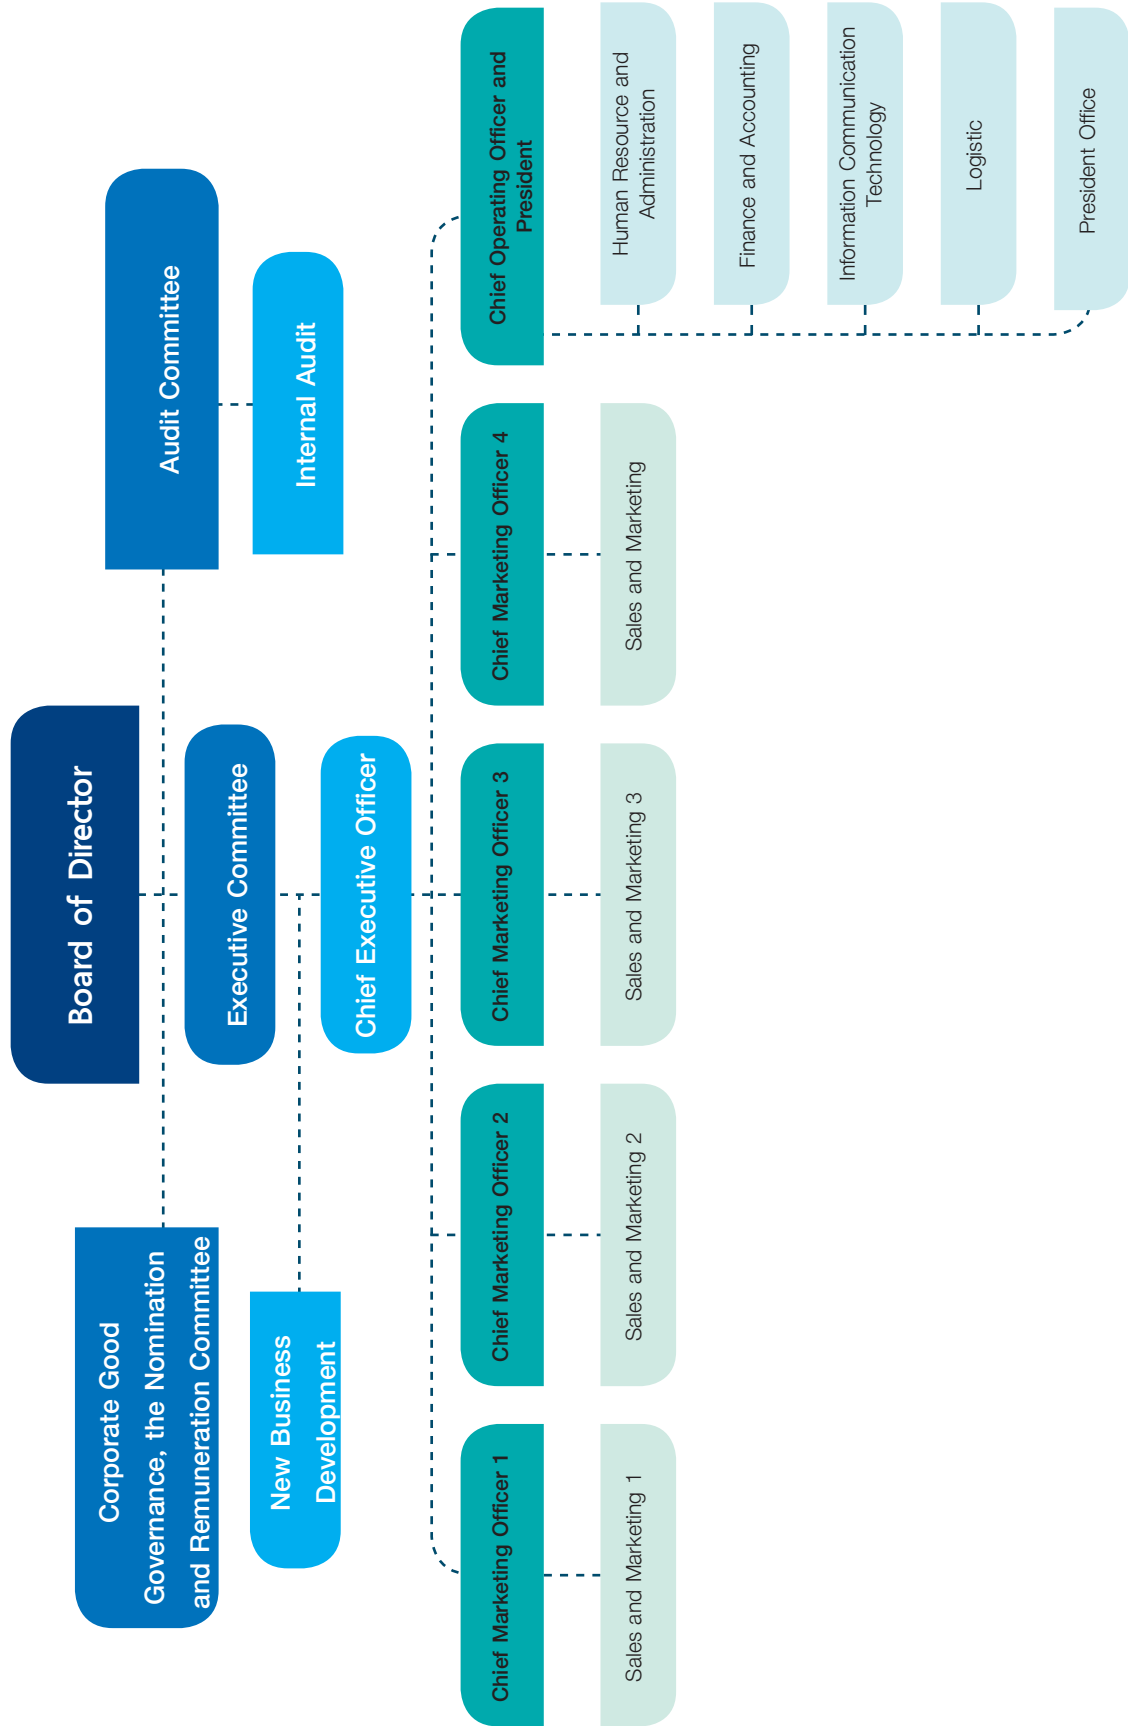 Board of Director
Corporate Good
Governance, the Nomination
and Remuneration Committee
Audit Committee
Executive Committee
New Business
Development
Internal Audit
Chief Executive Officer
Chief Marketing Officer 1
Chief Marketing Officer 2
Chief Marketing Officer 3
Chief Marketing Officer 4
Chief Operating Officer and
President
Sales and Marketing 1
Sales and Marketing 2
Sales and Marketing 3
Sales and Marketing
Human Resource and
Administration
Finance and Accounting
Information Communication
Technology
Logistic
President Office